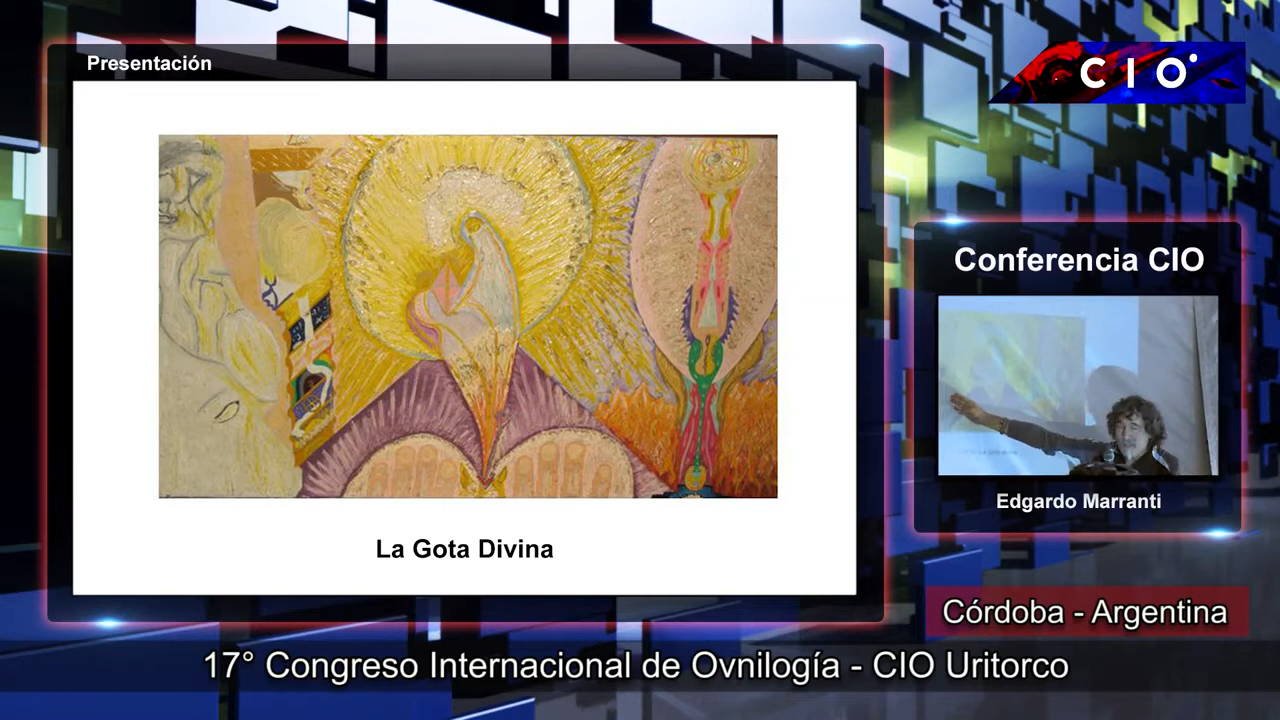 Presentación
CIO
La Gota Divina
Conferencia CIO
Edgardo Marranti
Córdoba - Argentina
17° Congreso Internacional de Ovnilogía - CIO Uritorco